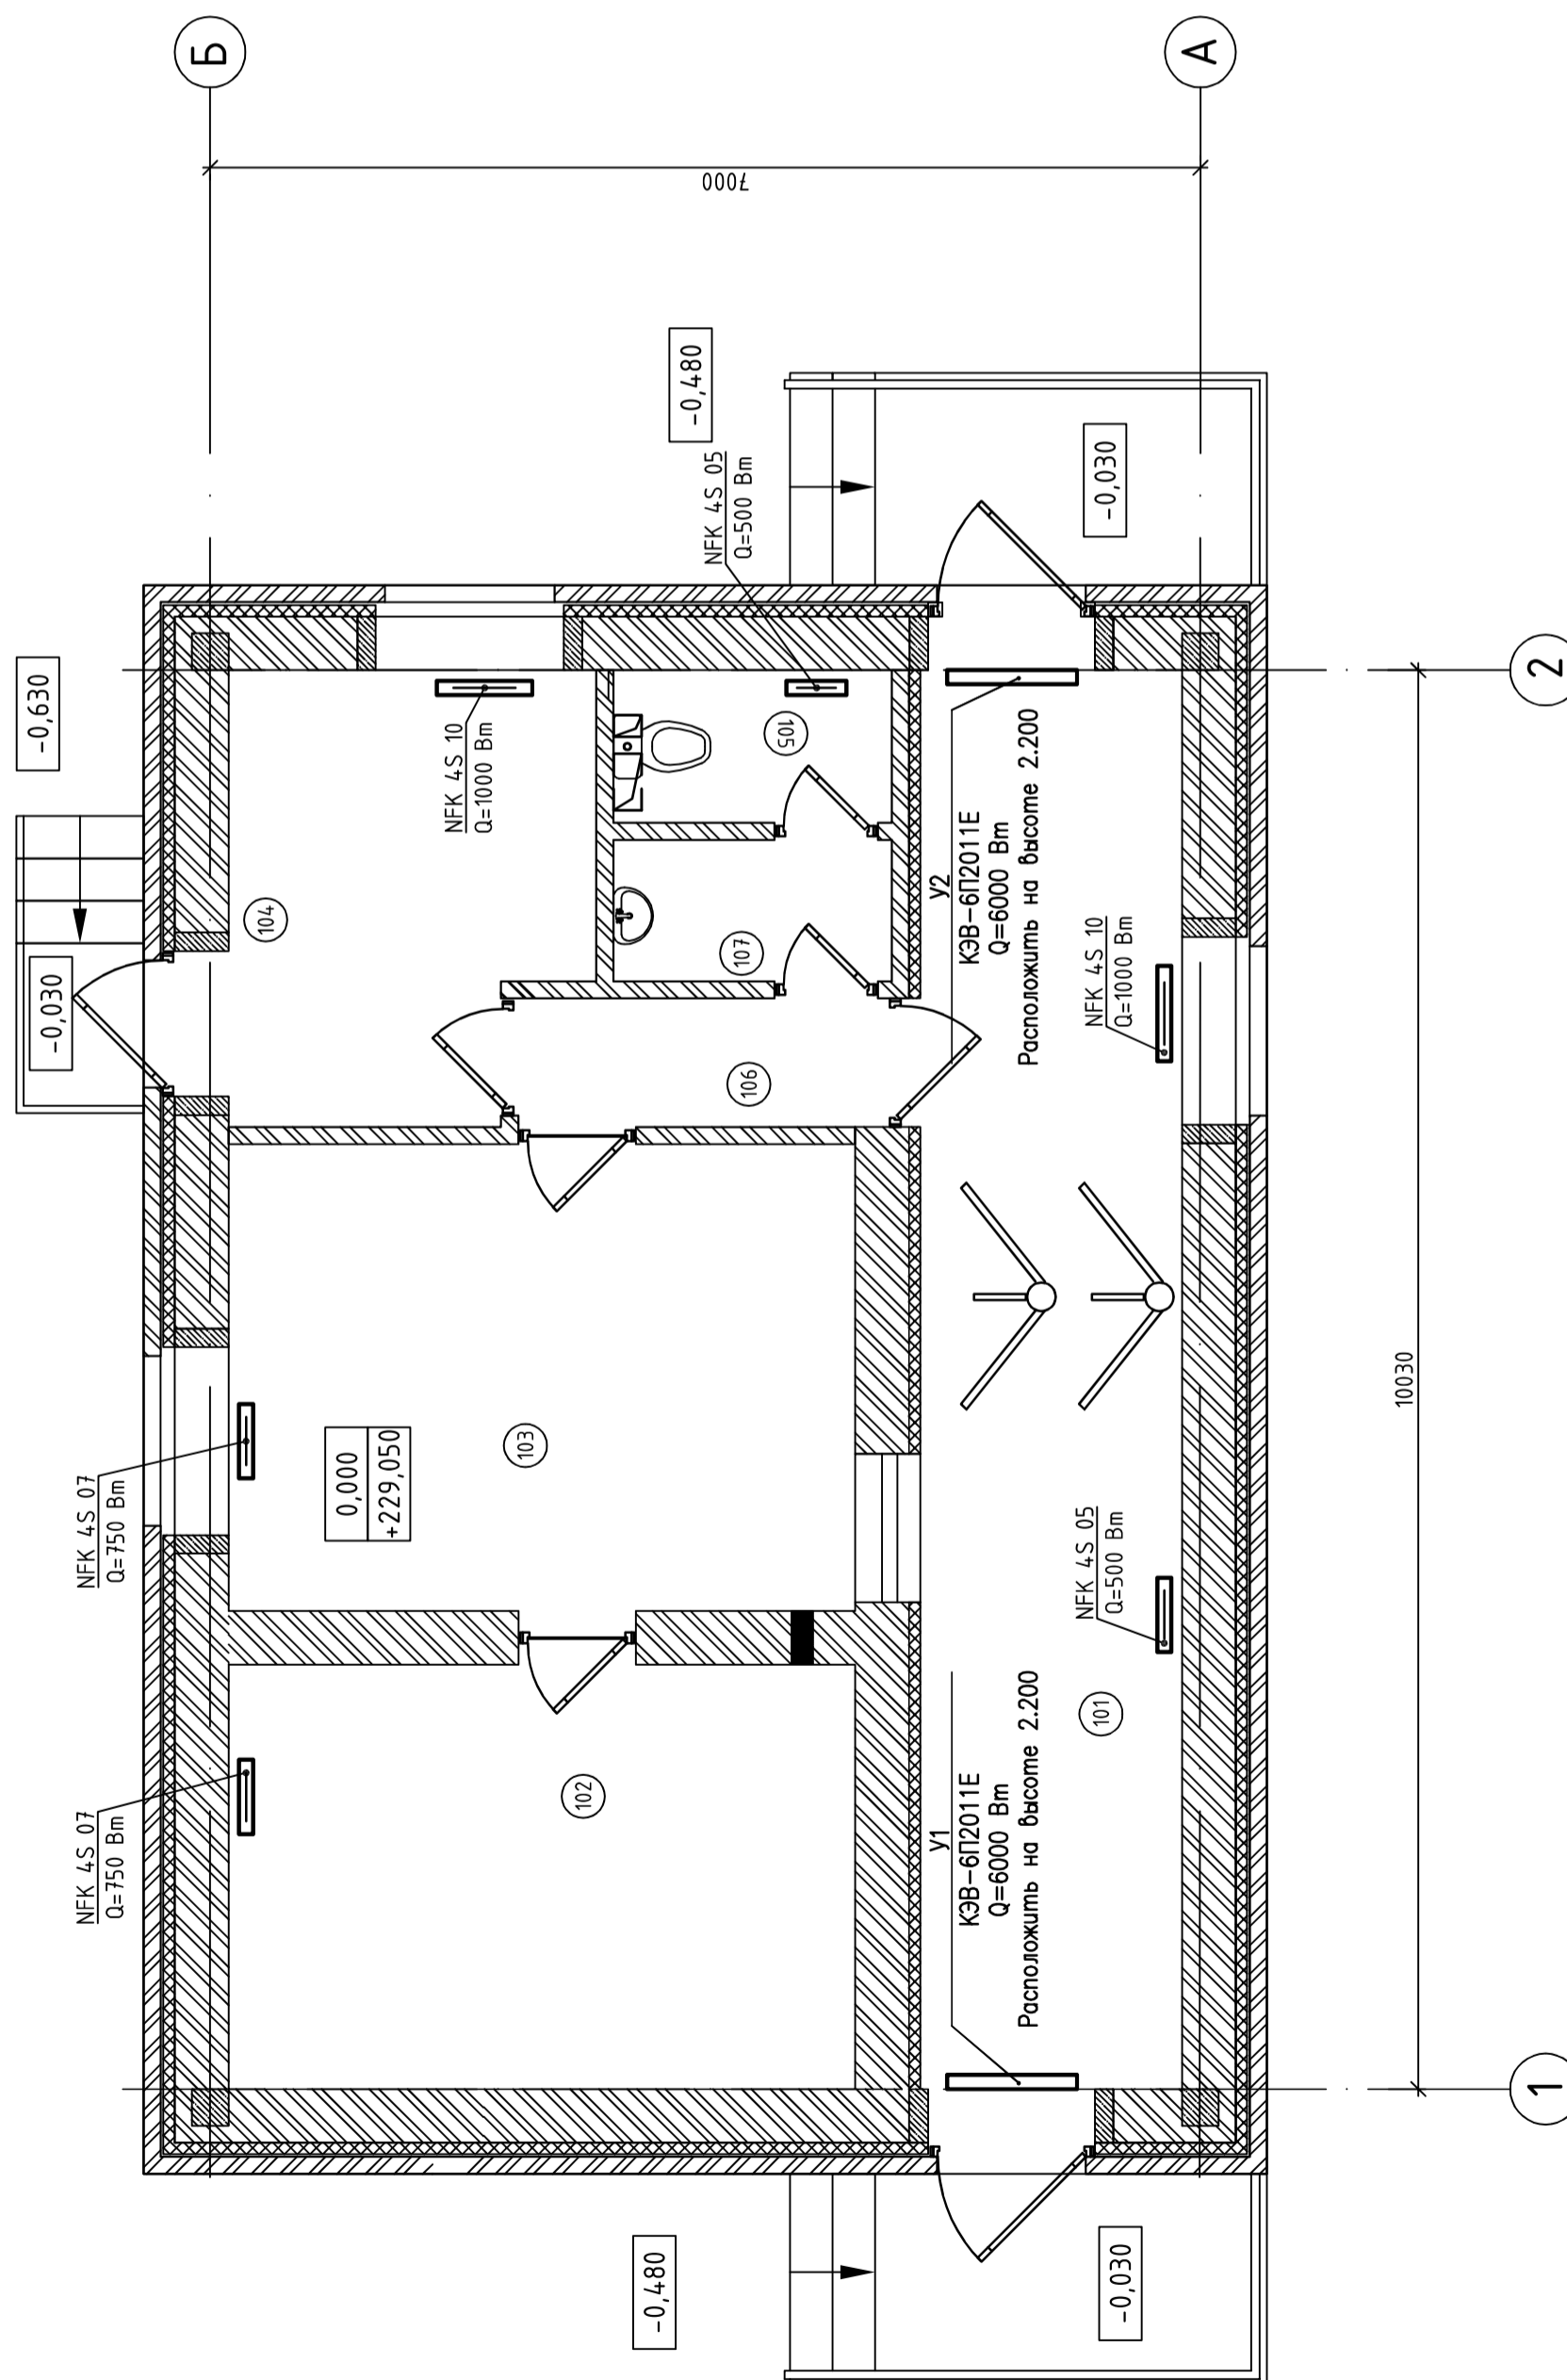 -0,630
-0,030
NFK 4S 07
Q=750 Вт
NFK 4S 07
Q=750 Вт
Б
104
NFK 4S 10
Q=1000 Вт
0,000
+229,050
103
102
-0,480
NFK 4S 05
Q=500 Вт
105
107
106
7000
-0,480
У1
КЭВ-6П2011Е
Q=6000 Вт
Расположить на высоте 2.200
У2
КЭВ-6П2011Е
Q=6000 Вт
Расположить на высоте 2.200
-0,030
101
NFK 4S 05
Q=500 Вт
NFK 4S 10
Q=1000 Вт
-0,030
А
10030
1
2